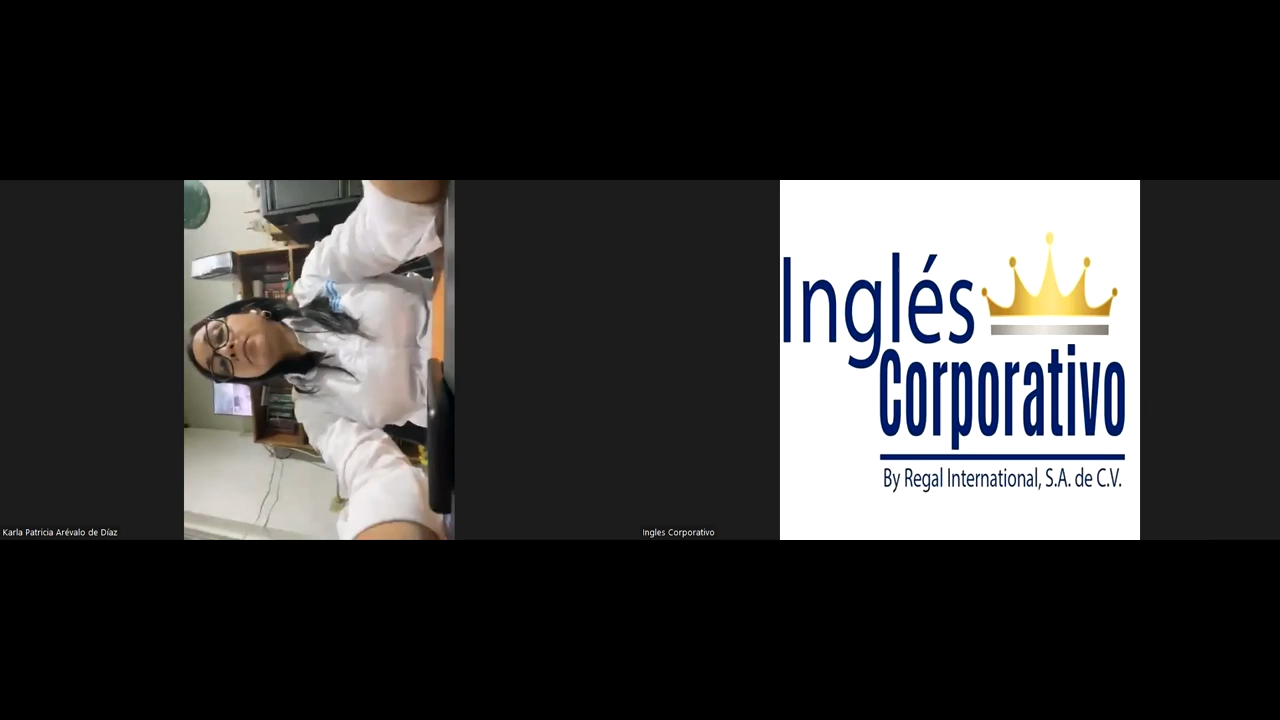 Inglés
Corporativo
By Regal International, S.A. de C.V.
Karla Patricia Arévalo de Díaz
Ingles Corporativo